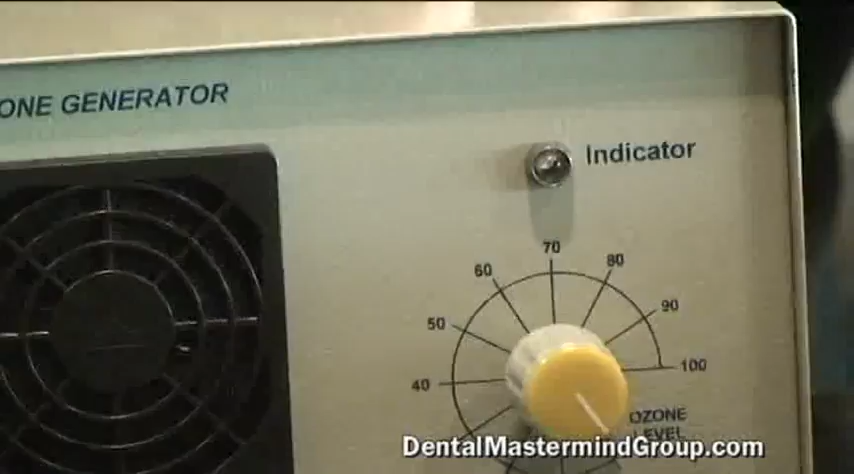 ONE GENERATOR
Indicator
70
60
80
50
90
40
100
OZONE
LEVEL
DentalMastermindGroup.com